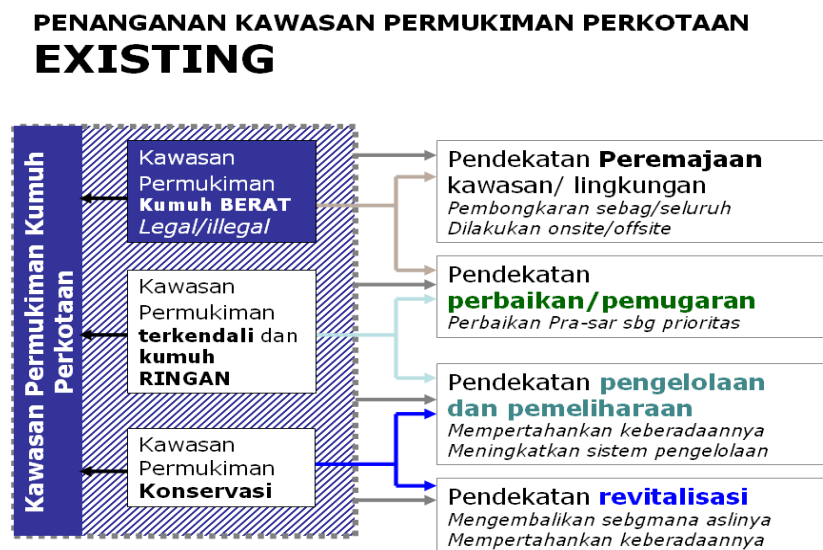 PENANGANAN KAWASAN PERMUKIMAN PERKOTAAN
EXISTING
Kawasan Permukiman Kumuh
Perkotaan
Kawasan
Permukiman
Kumuh BERAT
Legal/illegal
Kawasan
Permukiman
terkendali dan
kumuh
RINGAN
Kawasan
Permukiman
Konservasi
Pendekatan Peremajaan
kawasan/ lingkungan
Pembongkaran sebag/seluruh
Dilakukan onsite/offsite
Pendekatan
perbaikan/pemugaran
Perbaikan Pra-sar sbg prioritas
Pendekatan pengelolaan
dan pemeliharaan
Mempertahankan keberadaannya
Meningkatkan sistem pengelolaan
Pendekatan revitalisasi
Mengembalikan sebgmana aslinya
Mempertahankan keberadaannya